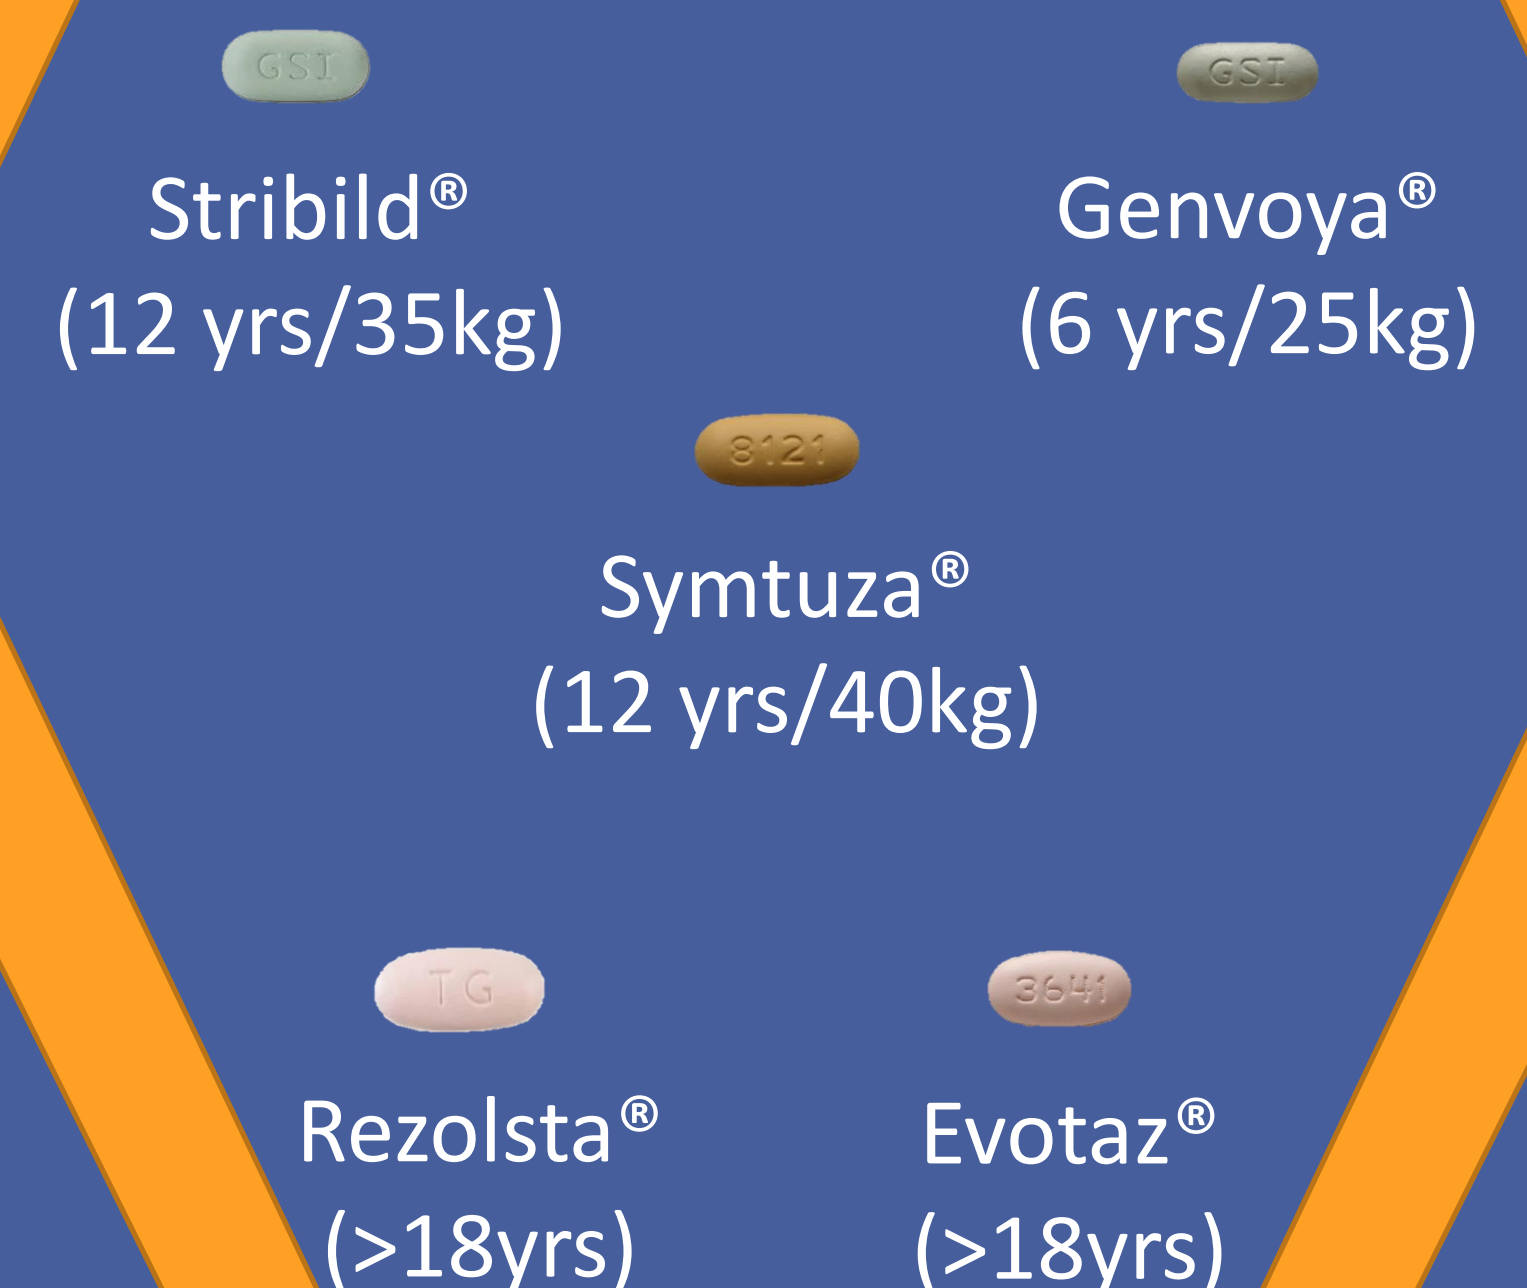 GSI
GSI
Stribild®
Genvoya®
(12 yrs/35kg)
(6 yrs/25kg)
8121
Symtuza®
(12 yrs/40kg)
TG
3641
Rezolsta®
Evotaz®
(>18yrs)
(>18yrs)